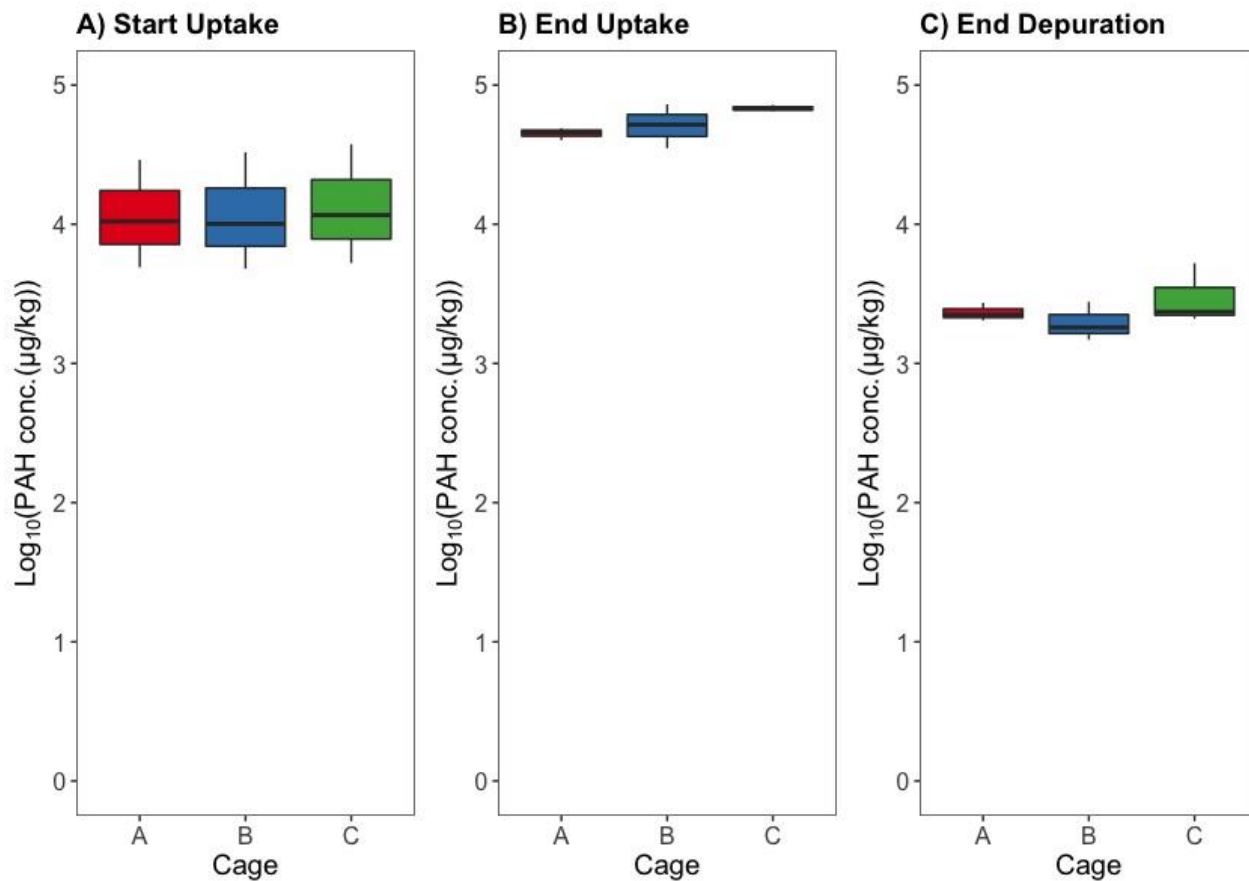 A) Start Uptake
Log₁₀(PAH conc.(µg/kg))
5
4
3
2
1
0
A B C
Cage
B) End Uptake
Log₁₀(PAH conc.(µg/kg))
5
4
3
2
1
0
A B C
Cage
C) End Depuration
Log₁₀(PAH conc.(µg/kg))
5
4
3
2
1
0
A B C
Cage